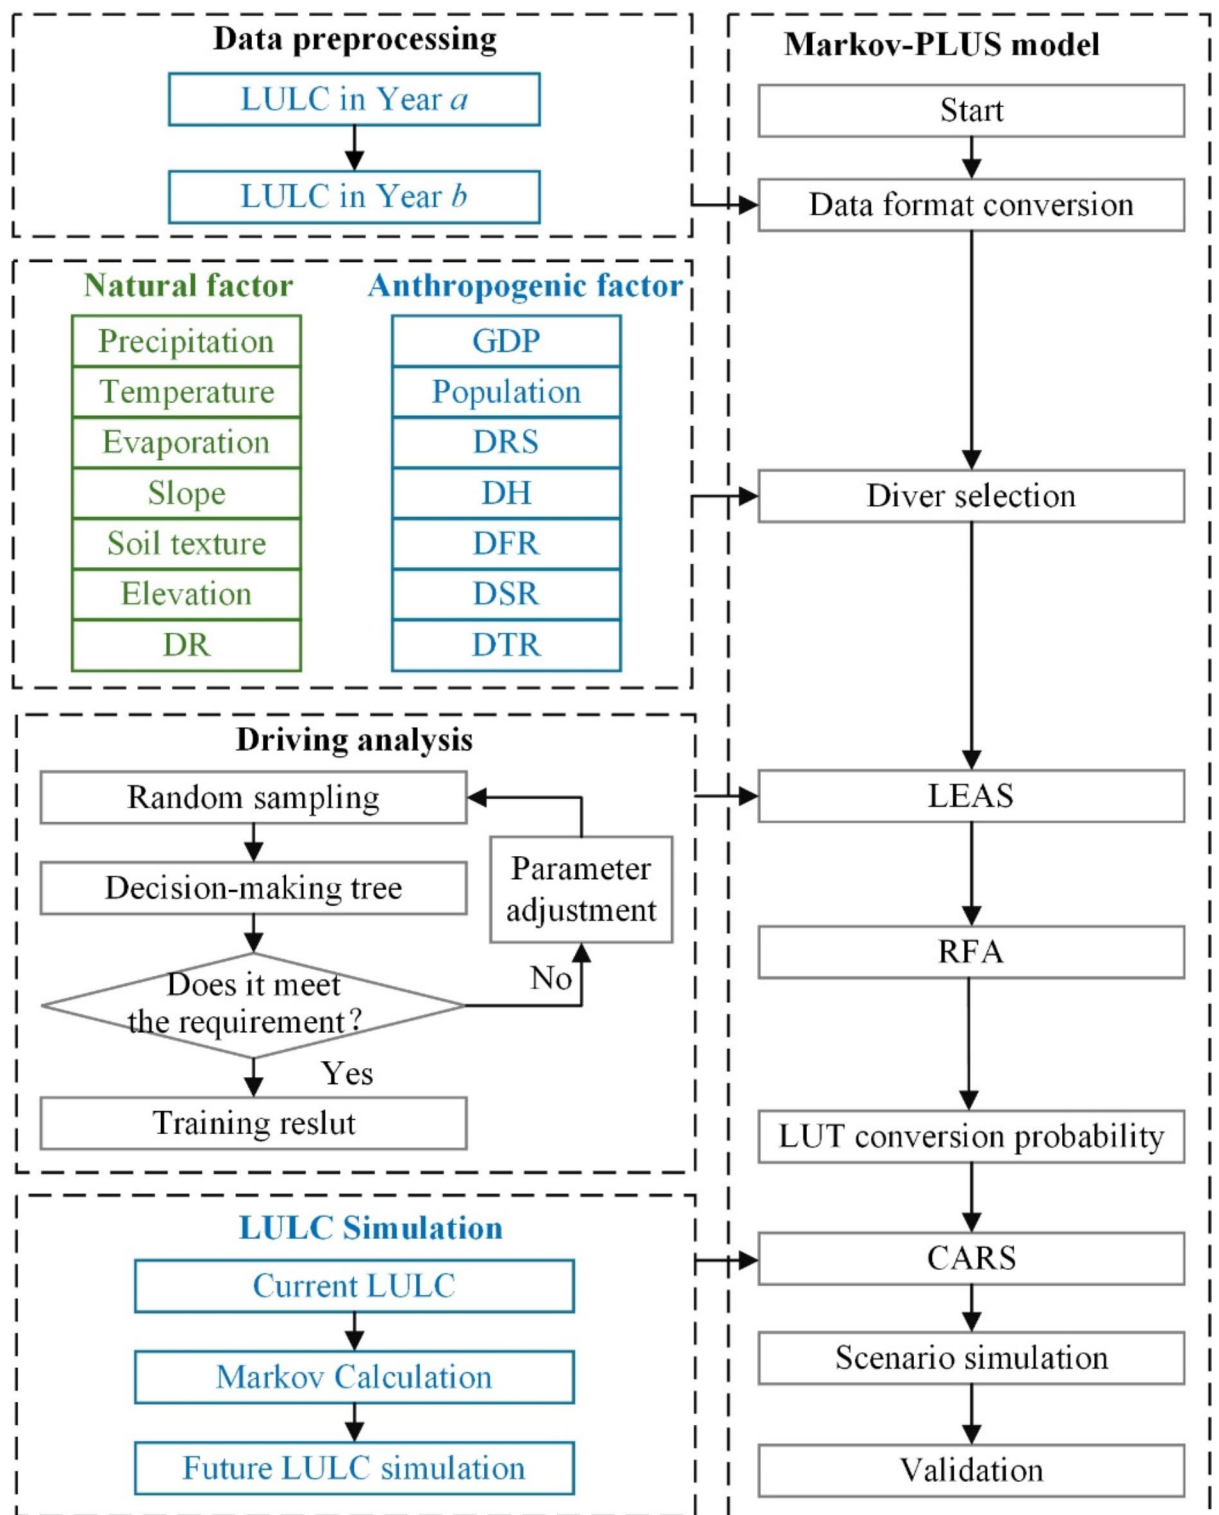 Data preprocessing
LULC in Year a
LULC in Year b
Natural factor
Precipitation
Temperature
Evaporation
Slope
Soil texture
Elevation
DR
Anthropogenic factor
GDP
Population
DRS
DH
DFR
DSR
DTR
Driving analysis
Random sampling
Decision-making tree
Does it meet
the requirement?
No
Parameter
adjustment
Yes
Training reslut
LULC Simulation
Current LULC
Markov Calculation
Future LULC simulation
Markov-PLUS model
Start
Data format conversion
Diver selection
LEAS
RFA
LUT conversion probability
CARS
Scenario simulation
Validation